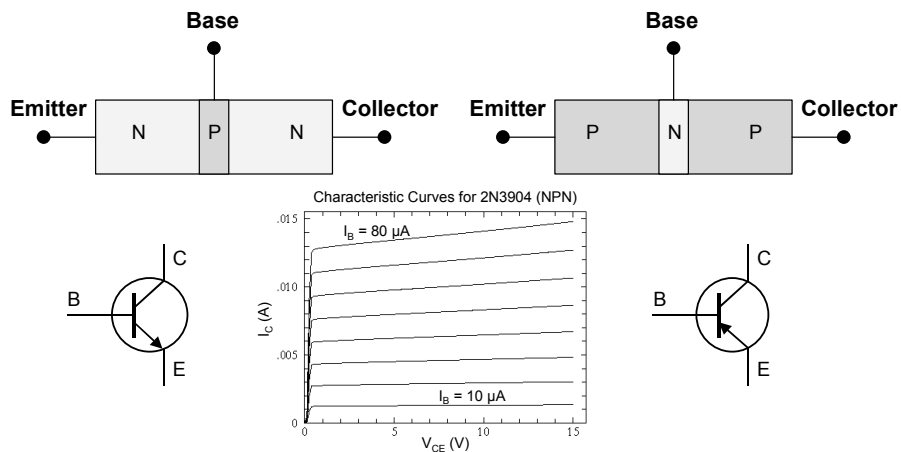 Base
Base
Emitter
Collector
Emitter
Collector
N
P
N
P
N
P
Characteristic Curves for 2N3904 (NPN)
.015
I_B = 80 µA
C
C
.010
B
B
I_C (A)
.005
E
E
I_B = 10 µA
0
0
5
10
15
V_CE (V)